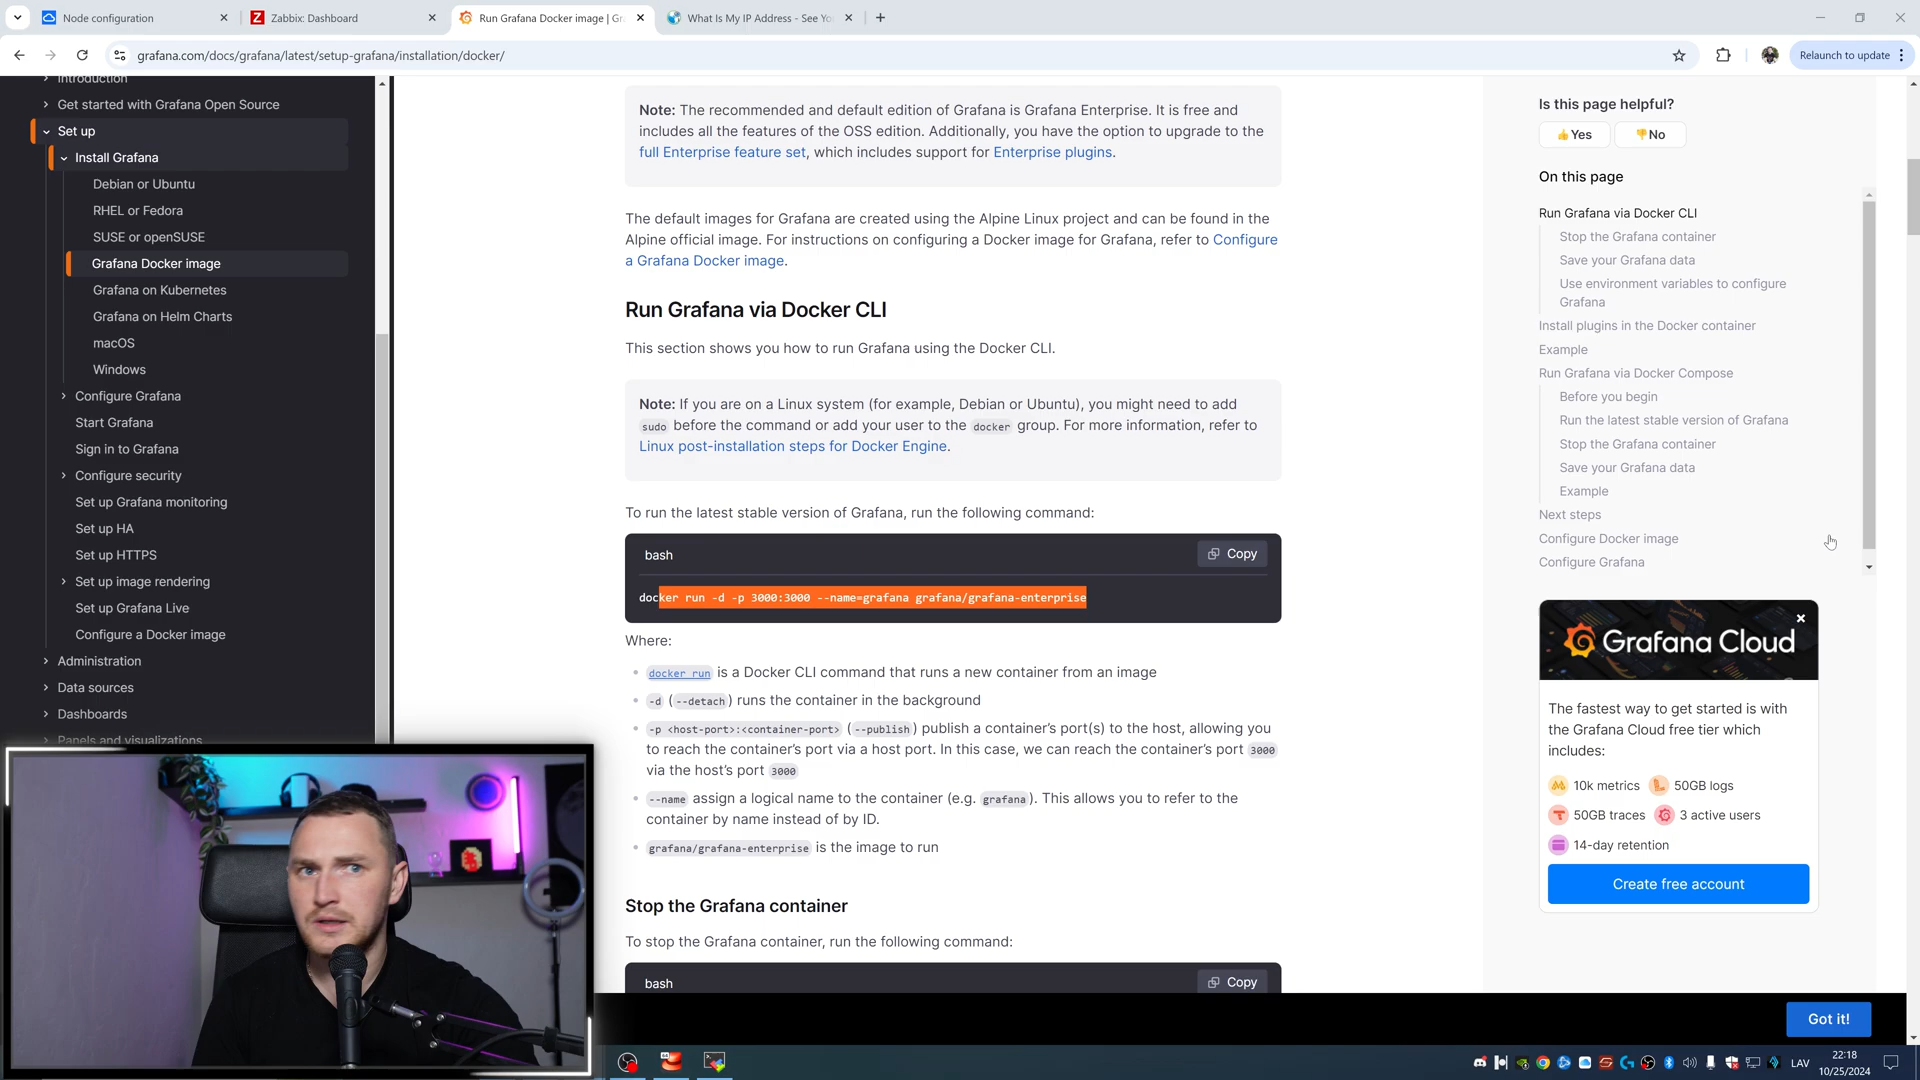 Node configuration
Zabbix: Dashboard
Run Grafana Docker image | Gr
What Is My IP Address - See Yo
grafana.com/docs/grafana/latest/setup-grafana/installation/docker/
Relaunch to update
Introduction
Get started with Grafana Open Source
Set up
Install Grafana
Debian or Ubuntu
RHEL or Fedora
SUSE or openSUSE
Grafana Docker image
Grafana on Kubernetes
Grafana on Helm Charts
macOS
Windows
Configure Grafana
Start Grafana
Sign in to Grafana
Configure security
Set up Grafana monitoring
Set up HA
Set up HTTPS
Set up image rendering
Set up Grafana Live
Configure a Docker image
Administration
Data sources
Dashboards
Panels and visualizations
Note: The recommended and default edition of Grafana is Grafana Enterprise. It is free and
includes all the features of the OSS edition. Additionally, you have the option to upgrade to the
full Enterprise feature set, which includes support for Enterprise plugins.
The default images for Grafana are created using the Alpine Linux project and can be found in the
Alpine official image. For instructions on configuring a Docker image for Grafana, refer to Configure
a Grafana Docker image.
Run Grafana via Docker CLI
This section shows you how to run Grafana using the Docker CLI.
Note: If you are on a Linux system (for example, Debian or Ubuntu), you might need to add
sudo before the command or add your user to the docker group. For more information, refer to
Linux post-installation steps for Docker Engine.
To run the latest stable version of Grafana, run the following command:
bash
Copy
docker run -d -p 3000:3000 --name=grafana grafana/grafana-enterprise
Where:
docker run is a Docker CLI command that runs a new container from an image
-d (--detach) runs the container in the background
-p <host-port>:<container-port> (--publish) publish a container's port(s) to the host, allowing you
to reach the container's port via a host port. In this case, we can reach the container's port 3000
via the host's port 3000
--name assign a logical name to the container (e.g. grafana). This allows you to refer to the
container by name instead of by ID.
grafana/grafana-enterprise is the image to run
Stop the Grafana container
To stop the Grafana container, run the following command:
bash
Copy
Is this page helpful?
Yes
No
On this page
Run Grafana via Docker CLI
Stop the Grafana container
Save your Grafana data
Use environment variables to configure
Grafana
Install plugins in the Docker container
Example
Run Grafana via Docker Compose
Before you begin
Run the latest stable version of Grafana
Stop the Grafana container
Save your Grafana data
Example
Next steps
Configure Docker image
Configure Grafana
Grafana Cloud
The fastest way to get started is with
the Grafana Cloud free tier which
includes:
10k metrics
50GB logs
50GB traces
3 active users
14-day retention
Create free account
Got it!
LAV
22:18
10/25/2024